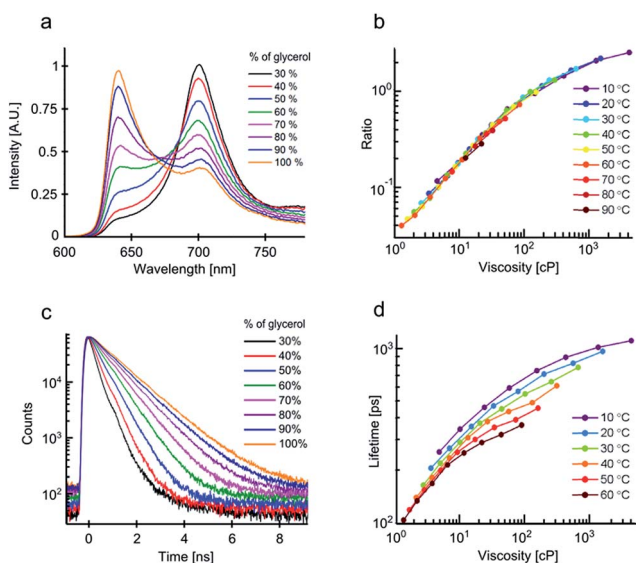 a
% of glycerol
30 %
40 %
50 %
60 %
70 %
80 %
90 %
100 %
1
0.75
0.5
0.25
0
600
650
700
750
Intensity [A.U.]
Wavelength [nm]
b
10⁰
10⁻¹
10⁰
10¹
10²
10³
Ratio
Viscosity [cP]
10 °C
20 °C
30 °C
40 °C
50 °C
60 °C
70 °C
80 °C
90 °C
c
% of glycerol
30%
40%
50%
60%
70%
80%
90%
100%
10⁴
10³
10²
0
2
4
6
8
Counts
Time [ns]
d
10³
10²
10⁰
10¹
10²
10³
Lifetime [ps]
Viscosity [cP]
10 °C
20 °C
30 °C
40 °C
50 °C
60 °C